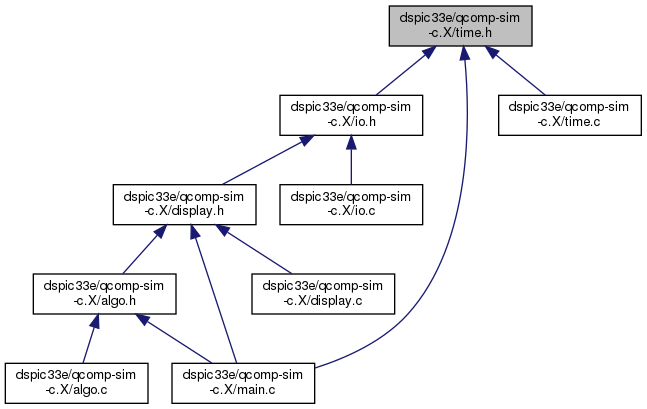 dspic33e/qcomp-sim
-c.X/time.h
dspic33e/qcomp-sim
-c.X/io.h
dspic33e/qcomp-sim
-c.X/time.c
dspic33e/qcomp-sim
-c.X/display.h
dspic33e/qcomp-sim
-c.X/io.c
dspic33e/qcomp-sim
-c.X/algo.h
dspic33e/qcomp-sim
-c.X/display.c
dspic33e/qcomp-sim
-c.X/algo.c
dspic33e/qcomp-sim
-c.X/main.c